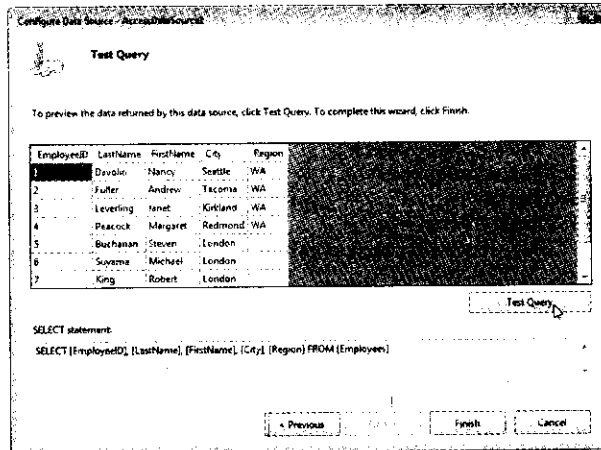 Configure Data Source - AccessDataSource2
Test Query
To preview the data returned by this data source, click Test Query. To complete this wizard, click Finish.
EmployeeID LastName FirstName City Region
1 Davolio Nancy Seattle WA
2 Fuller Andrew Tacoma WA
3 Leverling Janet Kirkland WA
4 Peacock Margaret Redmond WA
5 Buchanan Steven London
6 Suyama Michael London
7 King Robert London
Test Query
SELECT statement:
SELECT [EmployeeID], [LastName], [FirstName], [City], [Region] FROM [Employees]
< Previous Finish Cancel